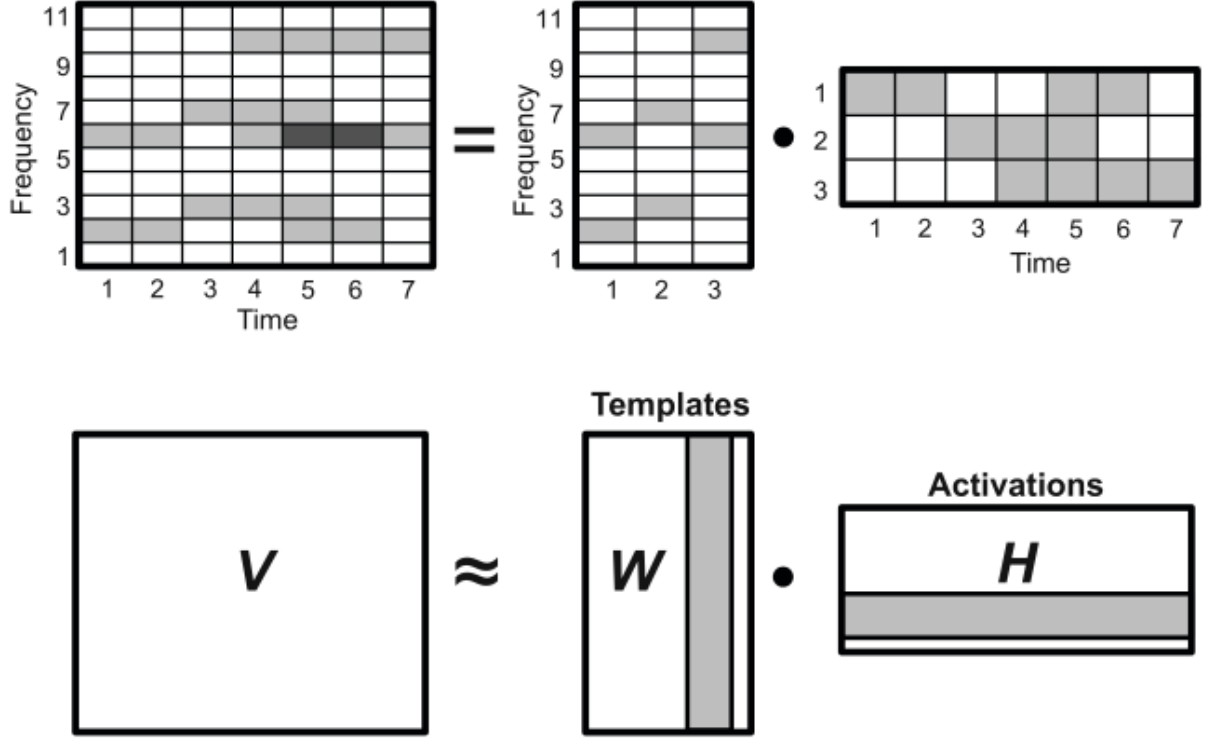 11
9
7
5
3
1
Frequency
1 2 3 4 5 6 7
Time
=
11
9
7
5
3
1
Frequency
1 2 3
•
1
2
3
1 2 3 4 5 6 7
Time
Templates
Activations
V ≈ W • H